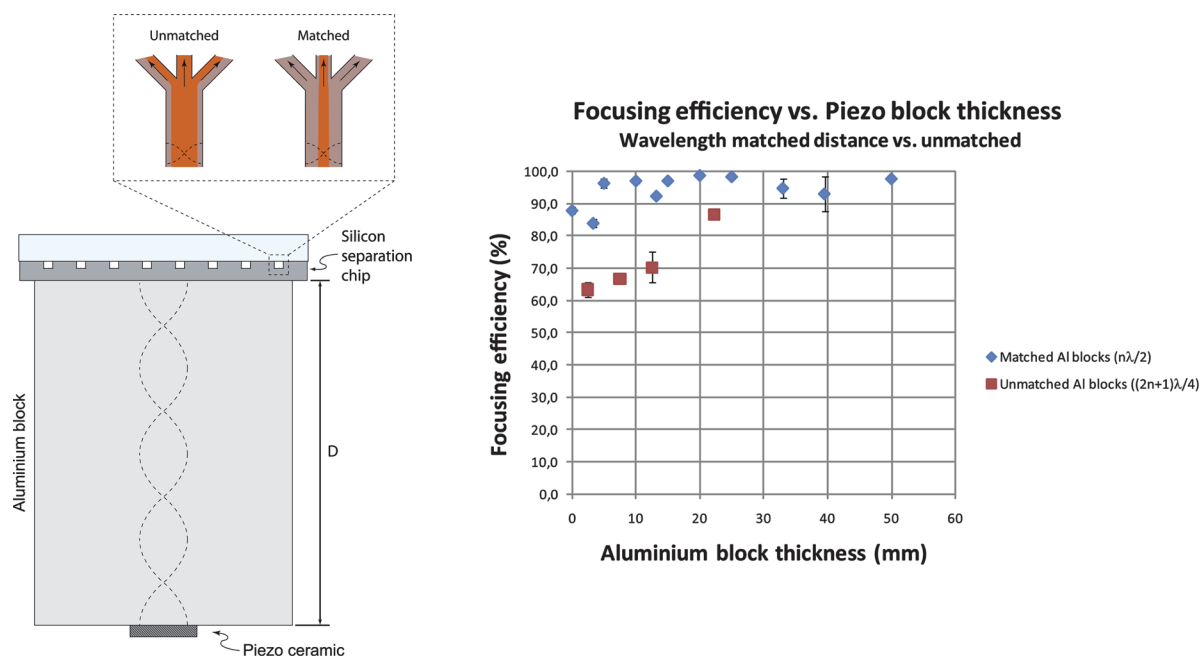 Unmatched
Matched
Silicon
separation
chip
Aluminium block
D
Piezo ceramic
Focusing efficiency vs. Piezo block thickness
Wavelength matched distance vs. unmatched
Focusing efficiency (%)
100,0
90,0
80,0
70,0
60,0
50,0
40,0
30,0
20,0
10,0
0,0
0
10
20
30
40
50
60
Aluminium block thickness (mm)
Matched Al blocks (nλ/2)
Unmatched Al blocks ((2n+1)λ/4)